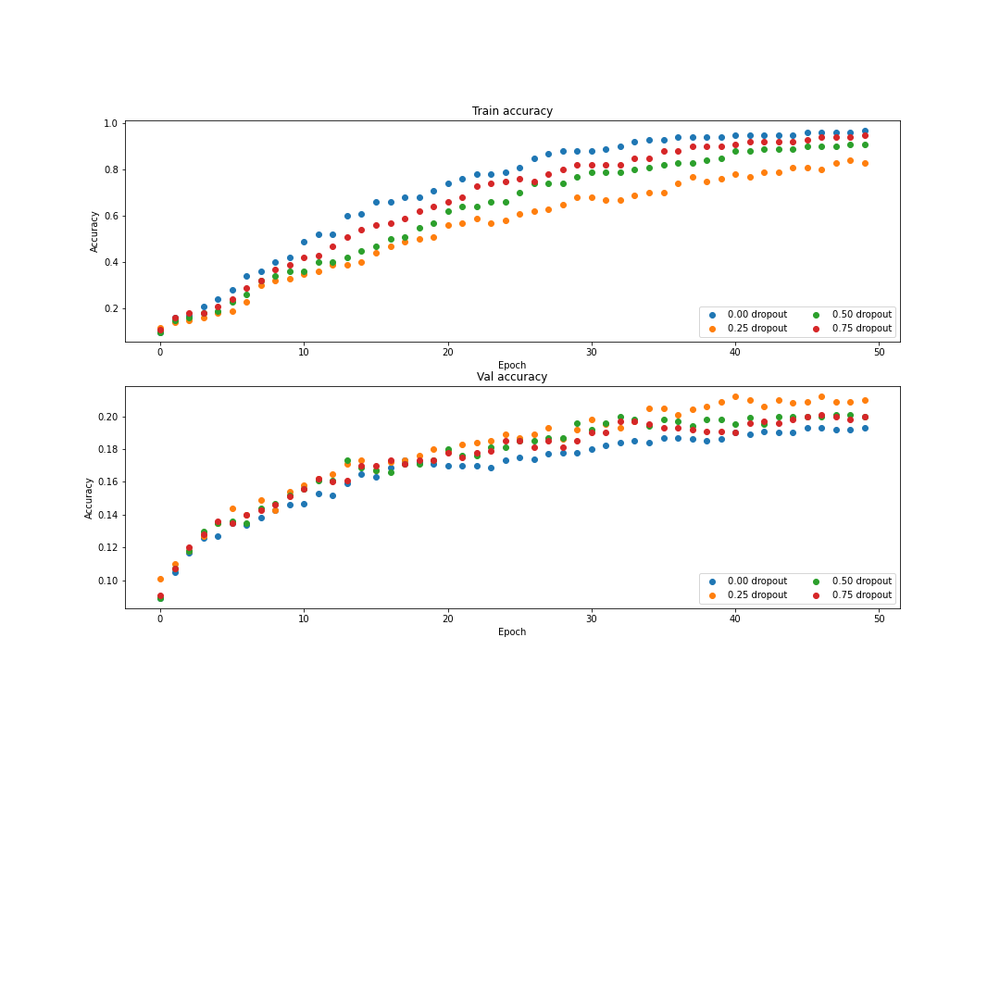 Train accuracy
1.0
0.8
0.6
0.4
0.2
Accuracy
0.00 dropout
0.50 dropout
0.25 dropout
0.75 dropout
0 10 20 30 40 50
Epoch
Val accuracy
0.20
0.18
0.16
0.14
0.12
0.10
Accuracy
0.00 dropout
0.50 dropout
0.25 dropout
0.75 dropout
0 10 20 30 40 50
Epoch